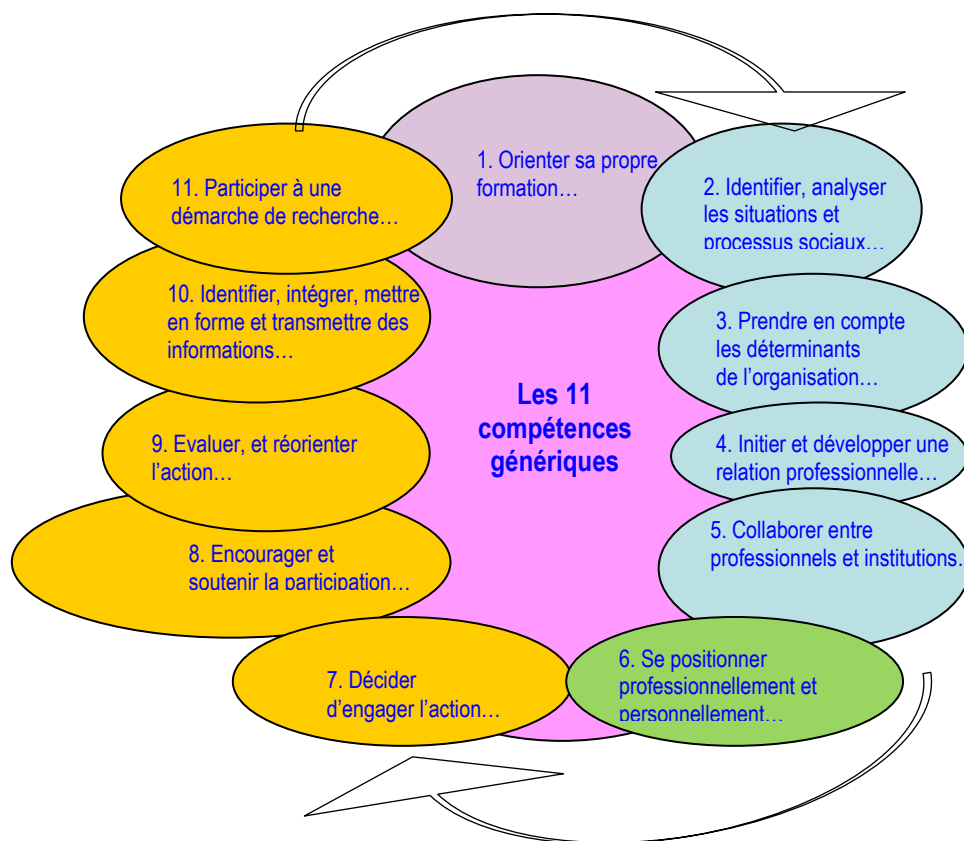 1. Orienter sa propre
formation…
2. Identifier, analyser
les situations et
processus sociaux…
3. Prendre en compte
les déterminants
de l’organisation…
4. Initier et développer une
relation professionnelle…
5. Collaborer entre
professionnels et institutions…
6. Se positionner
professionnellement et
personnellement…
7. Décider
d’engager l’action…
8. Encourager et
soutenir la participation…
9. Evaluer, et réorienter
l’action…
10. Identifier, intégrer, mettre
en forme et transmettre des
informations…
11. Participer à une
démarche de recherche…
Les 11
compétences
génériques